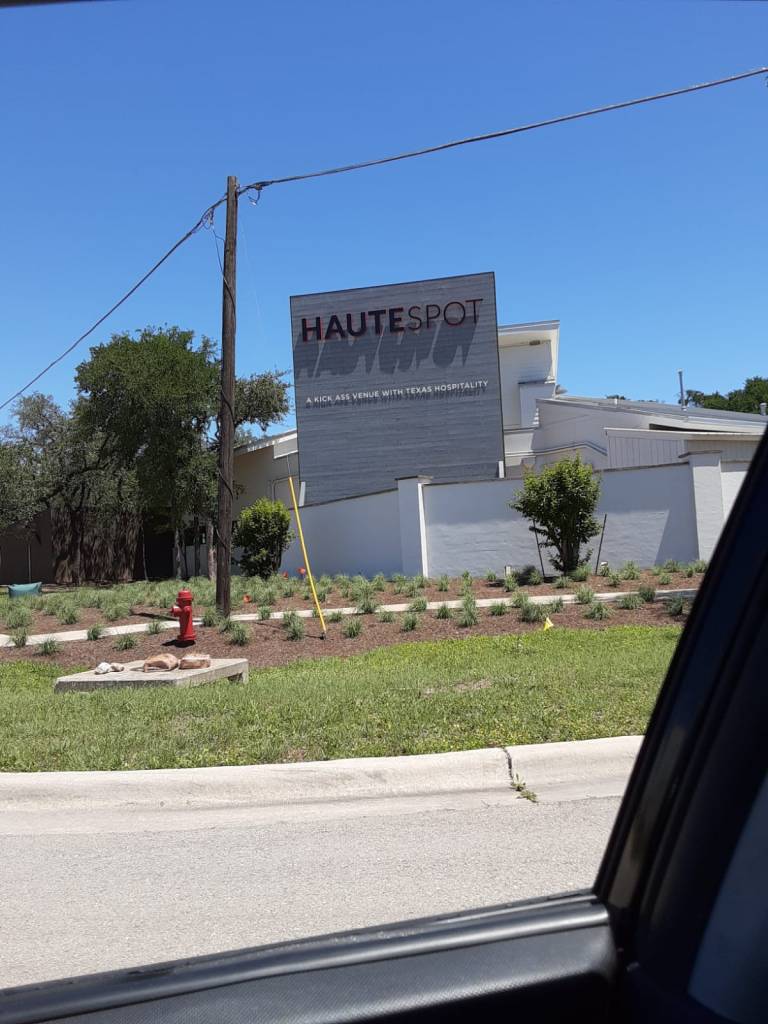 HAUTESPOT
A KICK ASS VENUE WITH TEXAS HOSPITALITY